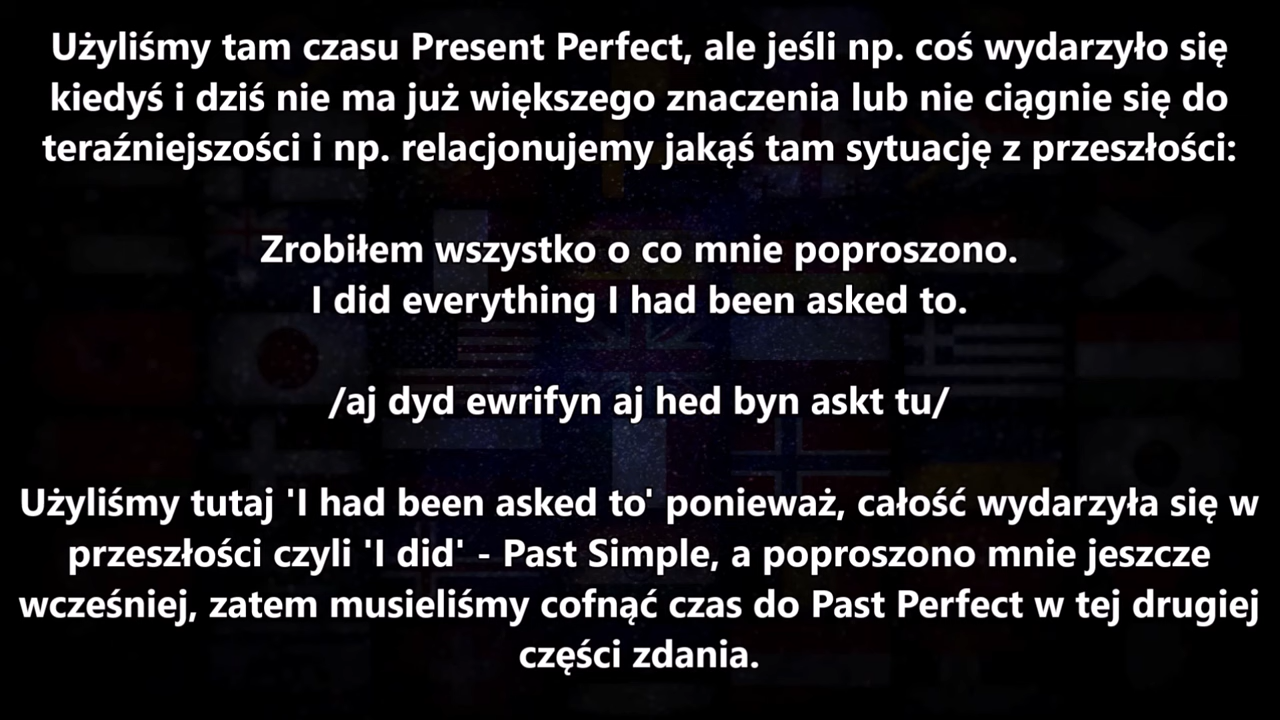 Użyliśmy tam czasu Present Perfect, ale jeśli np. coś wydarzyło się
kiedyś i dziś nie ma już większego znaczenia lub nie ciągnie się do
teraźniejszości i np. relacjonujemy jakąś tam sytuację z przeszłości:
Zrobiłem wszystko o co mnie poproszono.
I did everything I had been asked to.
/aj dyd ewrifyn aj hed byn askt tu/
Użyliśmy tutaj 'I had been asked to' ponieważ, całość wydarzyła się w
przeszłości czyli 'I did' - Past Simple, a poproszono mnie jeszcze
wcześniej, zatem musieliśmy cofnąć czas do Past Perfect w tej drugiej
części zdania.